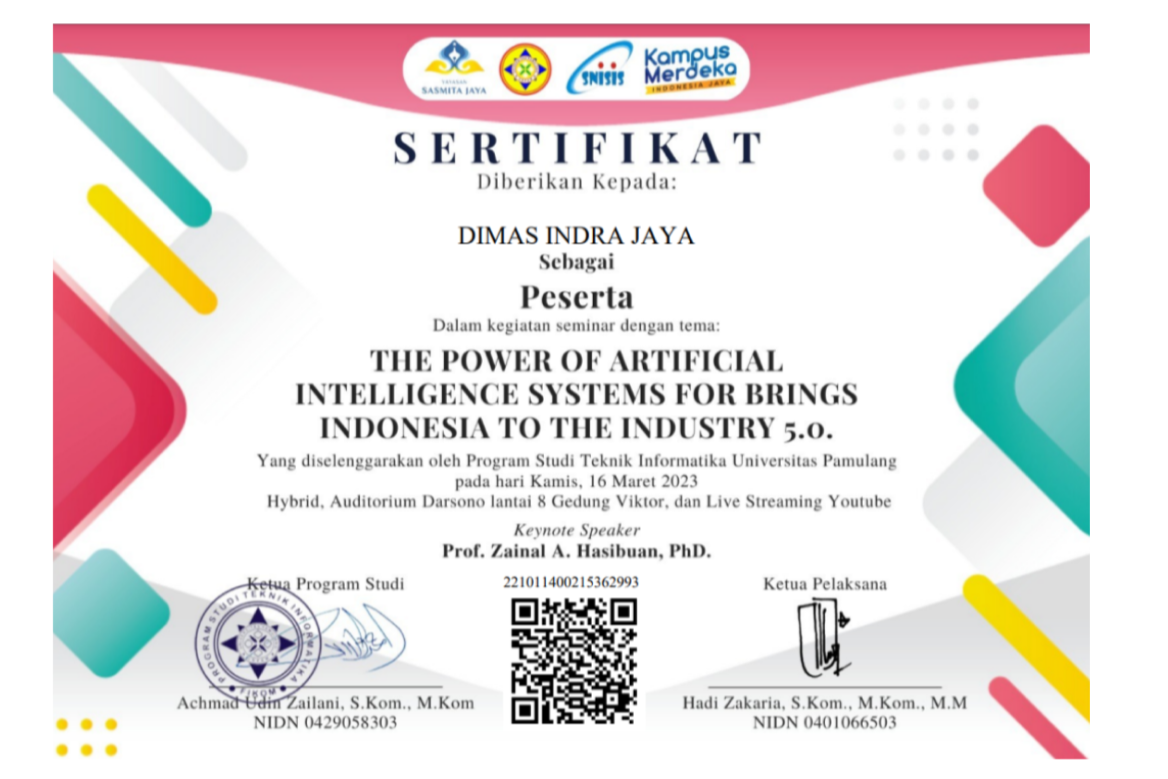 YAYASAN
SASMITA JAYA
SNISIS
Kampus
Merdeka
INDONESIA JAYA
SERTIFIKAT
Diberikan Kepada:
DIMAS INDRA JAYA
Sebagai
Peserta
Dalam kegiatan seminar dengan tema:
THE POWER OF ARTIFICIAL
INTELLIGENCE SYSTEMS FOR BRINGS
INDONESIA TO THE INDUSTRY 5.0.
Yang diselenggarakan oleh Program Studi Teknik Informatika Universitas Pamulang
pada hari Kamis, 16 Maret 2023
Hybrid, Auditorium Darsono lantai 8 Gedung Viktor, dan Live Streaming Youtube
Keynote Speaker
Prof. Zainal A. Hasibuan, PhD.
Ketua Program Studi
PROGRAM STUDI TEKNIK INFORMATIKA
FIKOM
Achmad Udin Zailani, S.Kom., M.Kom
NIDN 0429058303
221011400215362993
Ketua Pelaksana
Hadi Zakaria, S.Kom., M.Kom., M.M
NIDN 0401066503